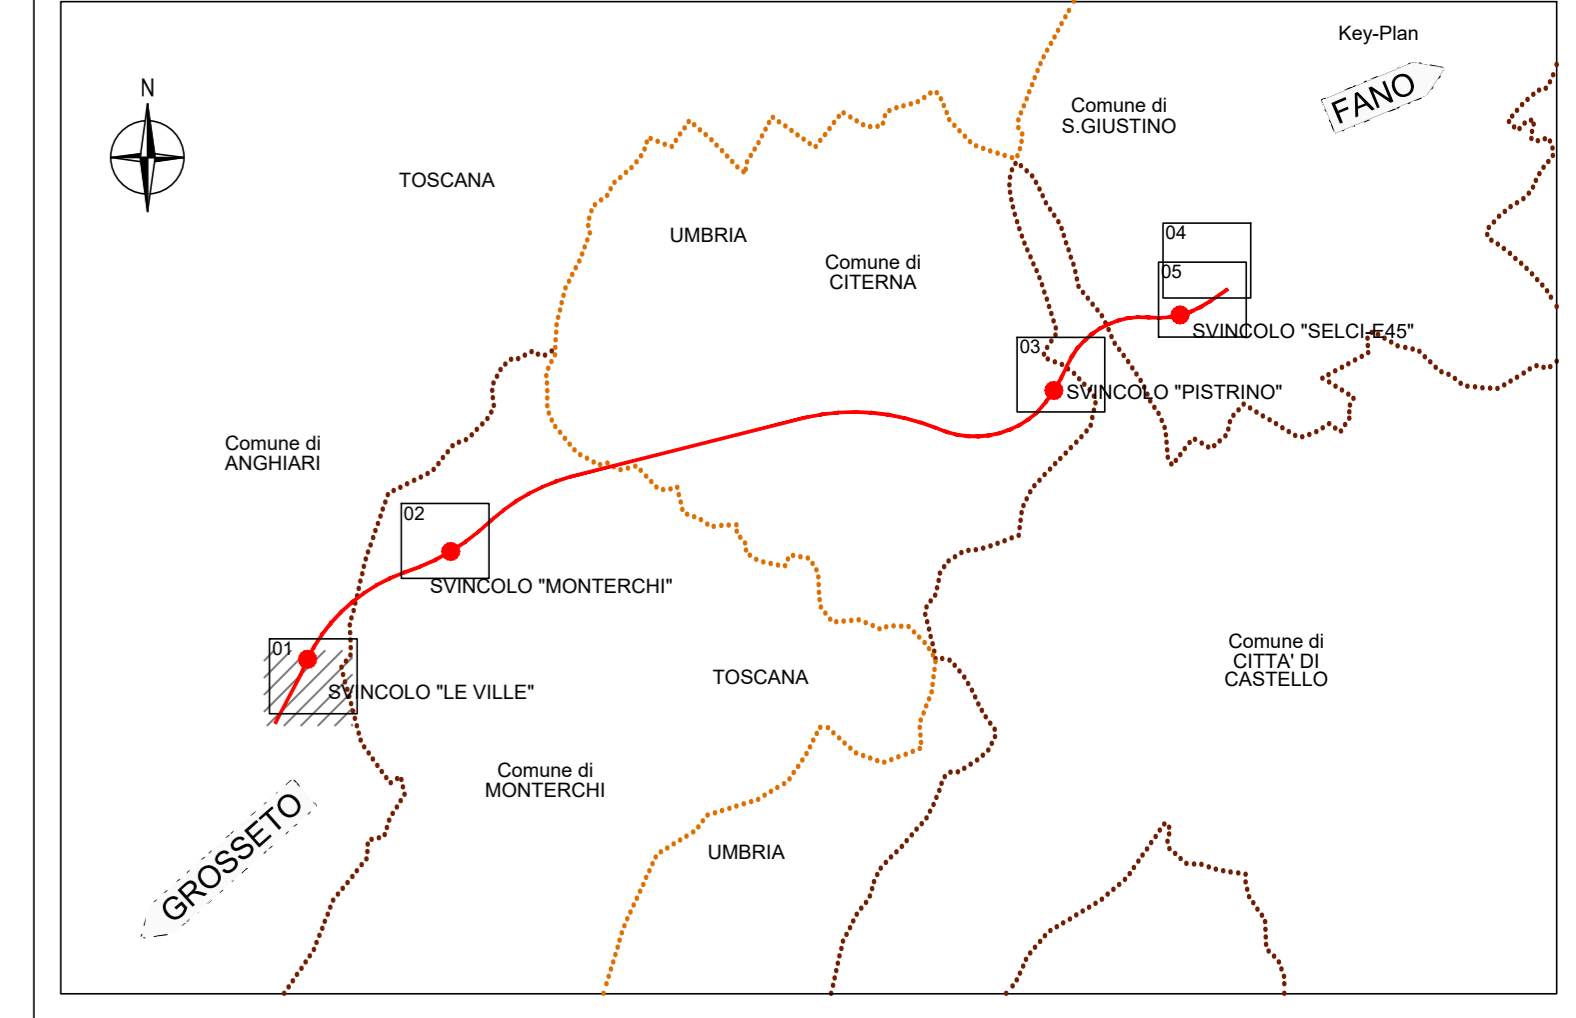 Key-Plan
FANO
N
Comune di
S.GIUSTINO
TOSCANA
UMBRIA
04
Comune di
CITERNA
05
SVINCOLO "SELCI-E45"
03
SVINCOLO "PISTRINO"
Comune di
ANGHIARI
02
SVINCOLO "MONTERCHI"
01
SVINCOLO "LE VILLE"
TOSCANA
Comune di
CITTA' DI
CASTELLO
Comune di
MONTERCHI
GROSSETO
UMBRIA